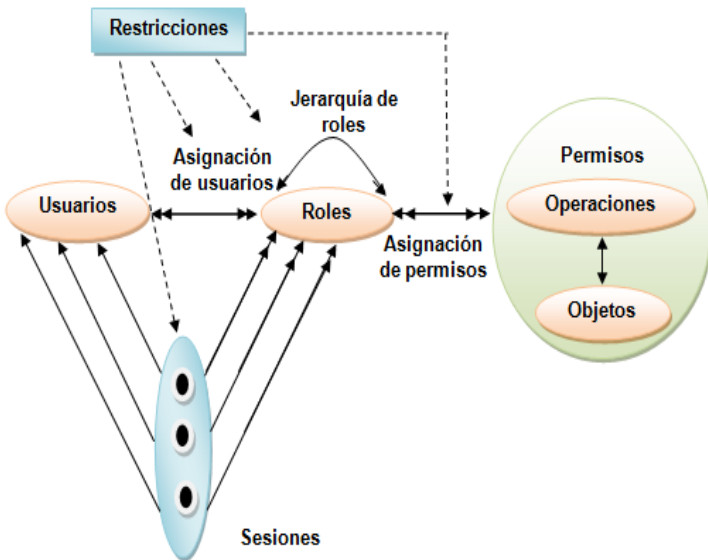 Restricciones
Jerarquía de
roles
Asignación
de usuarios
Permisos
Usuarios
Roles
Operaciones
Asignación
de permisos
Objetos
Sesiones